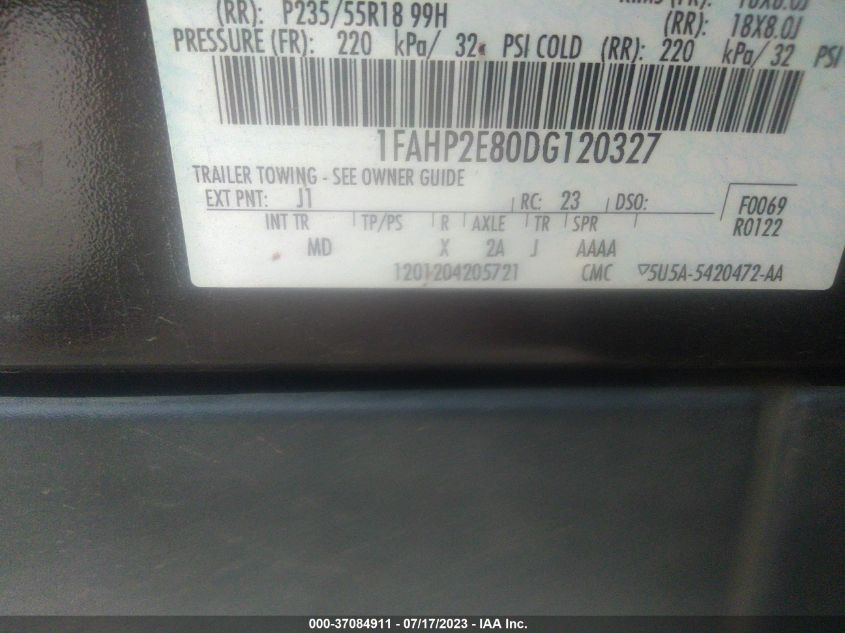 (RR): P235/55R18 99H (RR): 18X8.0J
PRESSURE (FR): 220 kPa/ 32 PSI COLD (RR): 220 kPa/ 32 PSI
1FAHP2E80DG120327
TRAILER TOWING - SEE OWNER GUIDE
EXT PNT: J1 RC: 23 DSO: F0069
INT TR TP/PS R AXLE TR SPR R0122
MD X 2A J AAAA
1201204205721 CMC 5U5A-5420472-AA
000-37084911 - 07/17/2023 - IAA Inc.